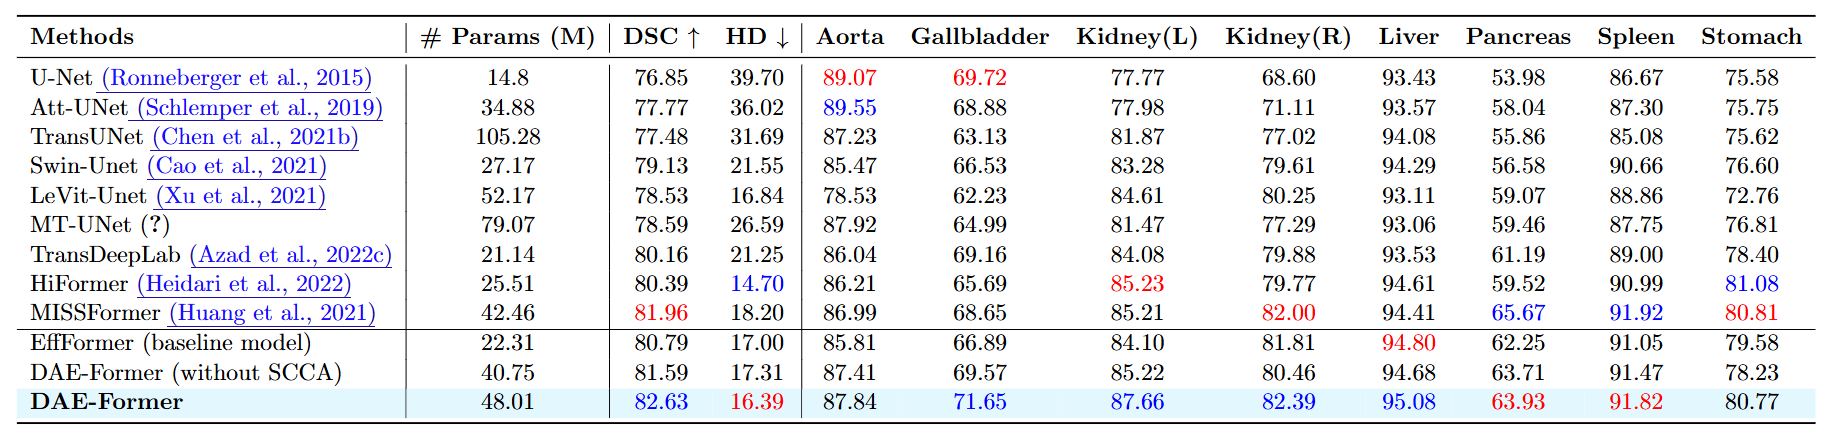 Methods # Params (M) DSC ↑ HD ↓ Aorta Gallbladder Kidney(L) Kidney(R) Liver Pancreas Spleen Stomach
U-Net (Ronneberger et al., 2015) 14.8 76.85 39.70 89.07 69.72 77.77 68.60 93.43 53.98 86.67 75.58
Att-UNet (Schlemper et al., 2019) 34.88 77.77 36.02 89.55 68.88 77.98 71.11 93.57 58.04 87.30 75.75
TransUNet (Chen et al., 2021b) 105.28 77.48 31.69 87.23 63.13 81.87 77.02 94.08 55.86 85.08 75.62
Swin-Unet (Cao et al., 2021) 27.17 79.13 21.55 85.47 66.53 83.28 79.61 94.29 56.58 90.66 76.60
LeVit-Unet (Xu et al., 2021) 52.17 78.53 16.84 78.53 62.23 84.61 80.25 93.11 59.07 88.86 72.76
MT-UNet (?) 79.07 78.59 26.59 87.92 64.99 81.47 77.29 93.06 59.46 87.75 76.81
TransDeepLab (Azad et al., 2022c) 21.14 80.16 21.25 86.04 69.16 84.08 79.88 93.53 61.19 89.00 78.40
HiFormer (Heidari et al., 2022) 25.51 80.39 14.70 86.21 65.69 85.23 79.77 94.61 59.52 90.99 81.08
MISSFormer (Huang et al., 2021) 42.46 81.96 18.20 86.99 68.65 85.21 82.00 94.41 65.67 91.92 80.81
EffFormer (baseline model) 22.31 80.79 17.00 85.81 66.89 84.10 81.81 94.80 62.25 91.05 79.58
DAE-Former (without SCCA) 40.75 81.59 17.31 87.41 69.57 85.22 80.46 94.68 63.71 91.47 78.23
DAE-Former 48.01 82.63 16.39 87.84 71.65 87.66 82.39 95.08 63.93 91.82 80.77